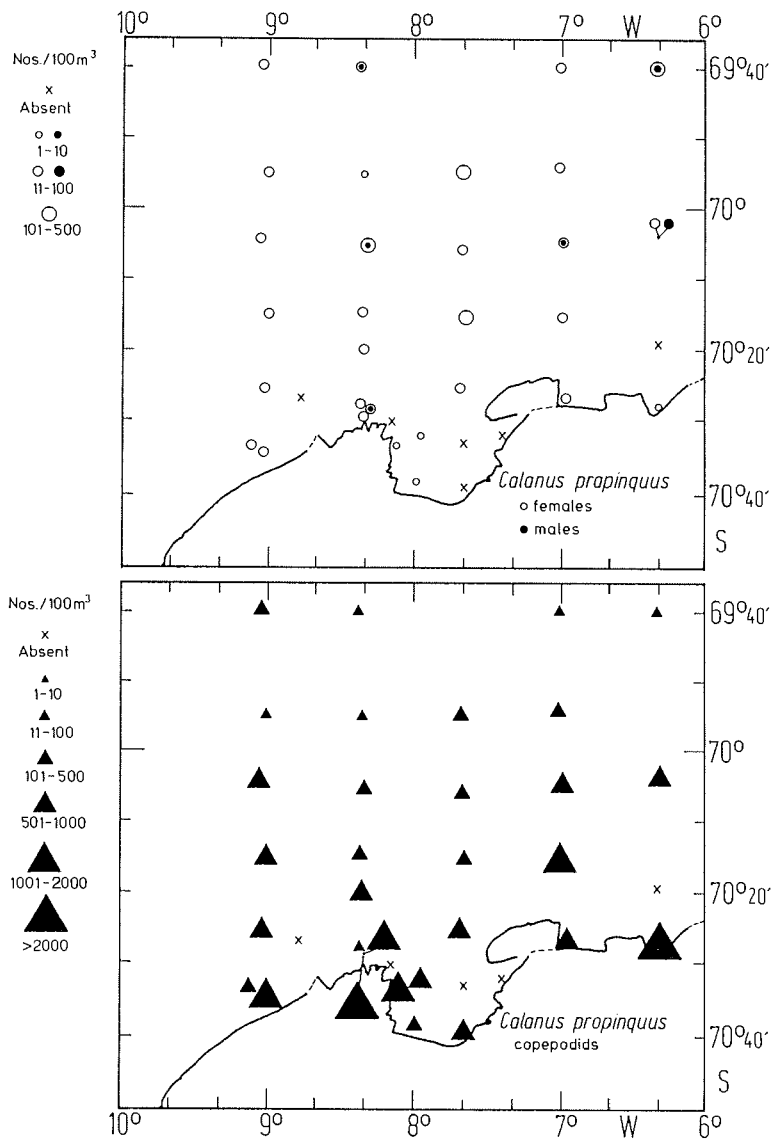 10° 9° 8° 7° W 6°
Nos./100m³
x
Absent
1-10
11-100
101-500
69°40'
70°
70°20'
70°40'
S
x
x
x
x
x
x
Calanus propinquus
females
males
Nos./100m³
x
Absent
1-10
11-100
101-500
501-1000
1001-2000
>2000
69°40'
70°
70°20'
70°40'
S
x
x
x
x
x
Calanus propinquus
copepodids
10° 9° 8° 7° W 6°